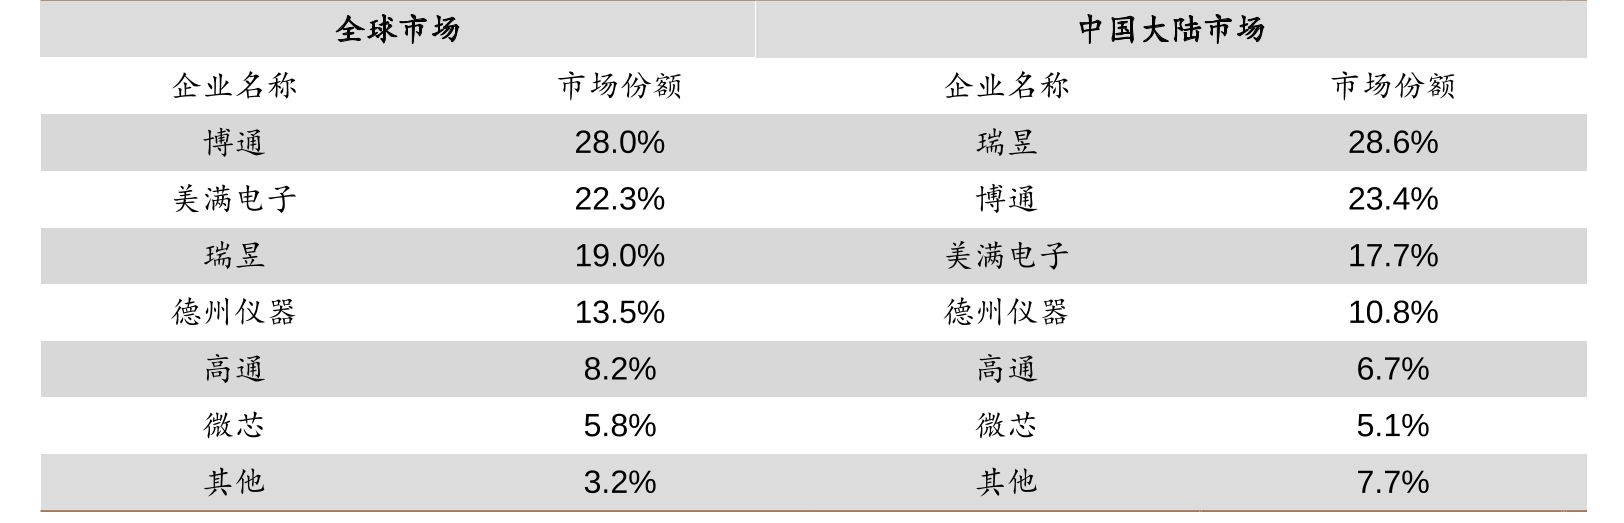 全球市场 中国大陆市场
企业名称 市场份额 企业名称 市场份额
博通 28.0% 瑞昱 28.6%
美满电子 22.3% 博通 23.4%
瑞昱 19.0% 美满电子 17.7%
德州仪器 13.5% 德州仪器 10.8%
高通 8.2% 高通 6.7%
微芯 5.8% 微芯 5.1%
其他 3.2% 其他 7.7%